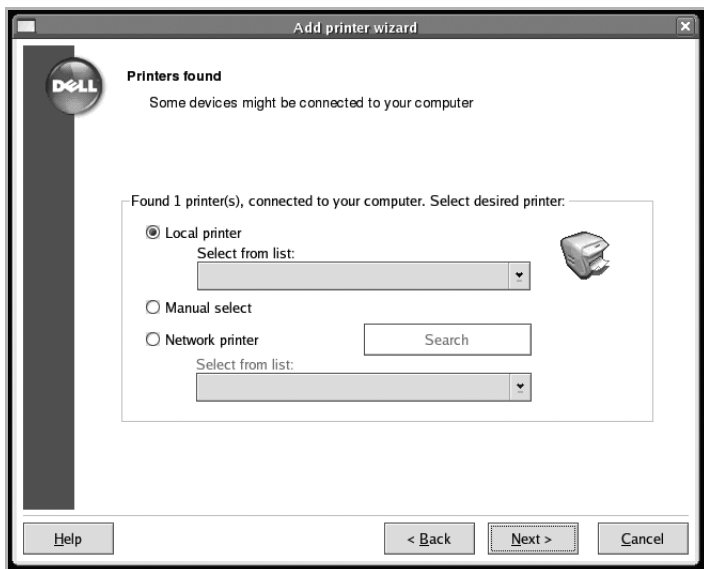 Add printer wizard
DELL
Printers found
Some devices might be connected to your computer
Found 1 printer(s), connected to your computer. Select desired printer:
Local printer
Select from list:
Manual select
Network printer
Search
Select from list:
Help
< Back
Next >
Cancel